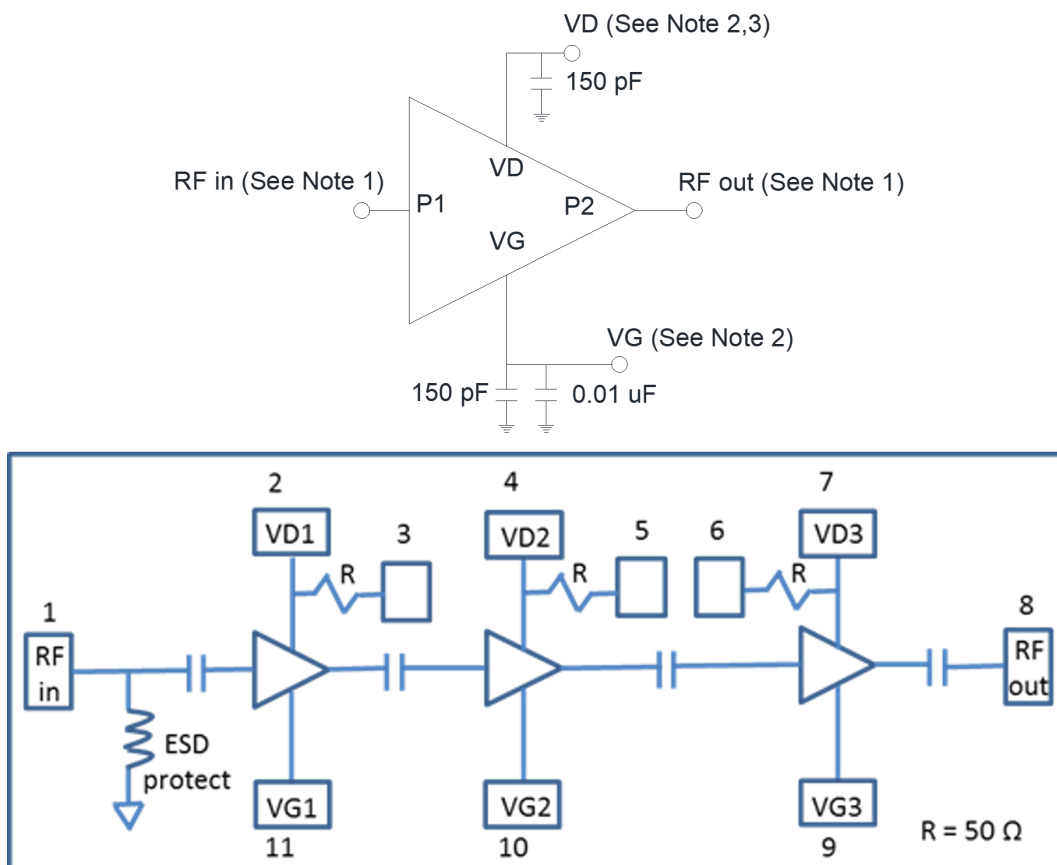 VD (See Note 2,3)
150 pF
RF in (See Note 1)
VD
RF out (See Note 1)
P1
P2
VG
VG (See Note 2)
150 pF
0.01 uF
2
4
7
VD1
3
VD2
5
6
VD3
R
R
R
1
8
RF
in
RF
out
ESD
protect
VG1
VG2
VG3
R = 50 Ω
11
10
9